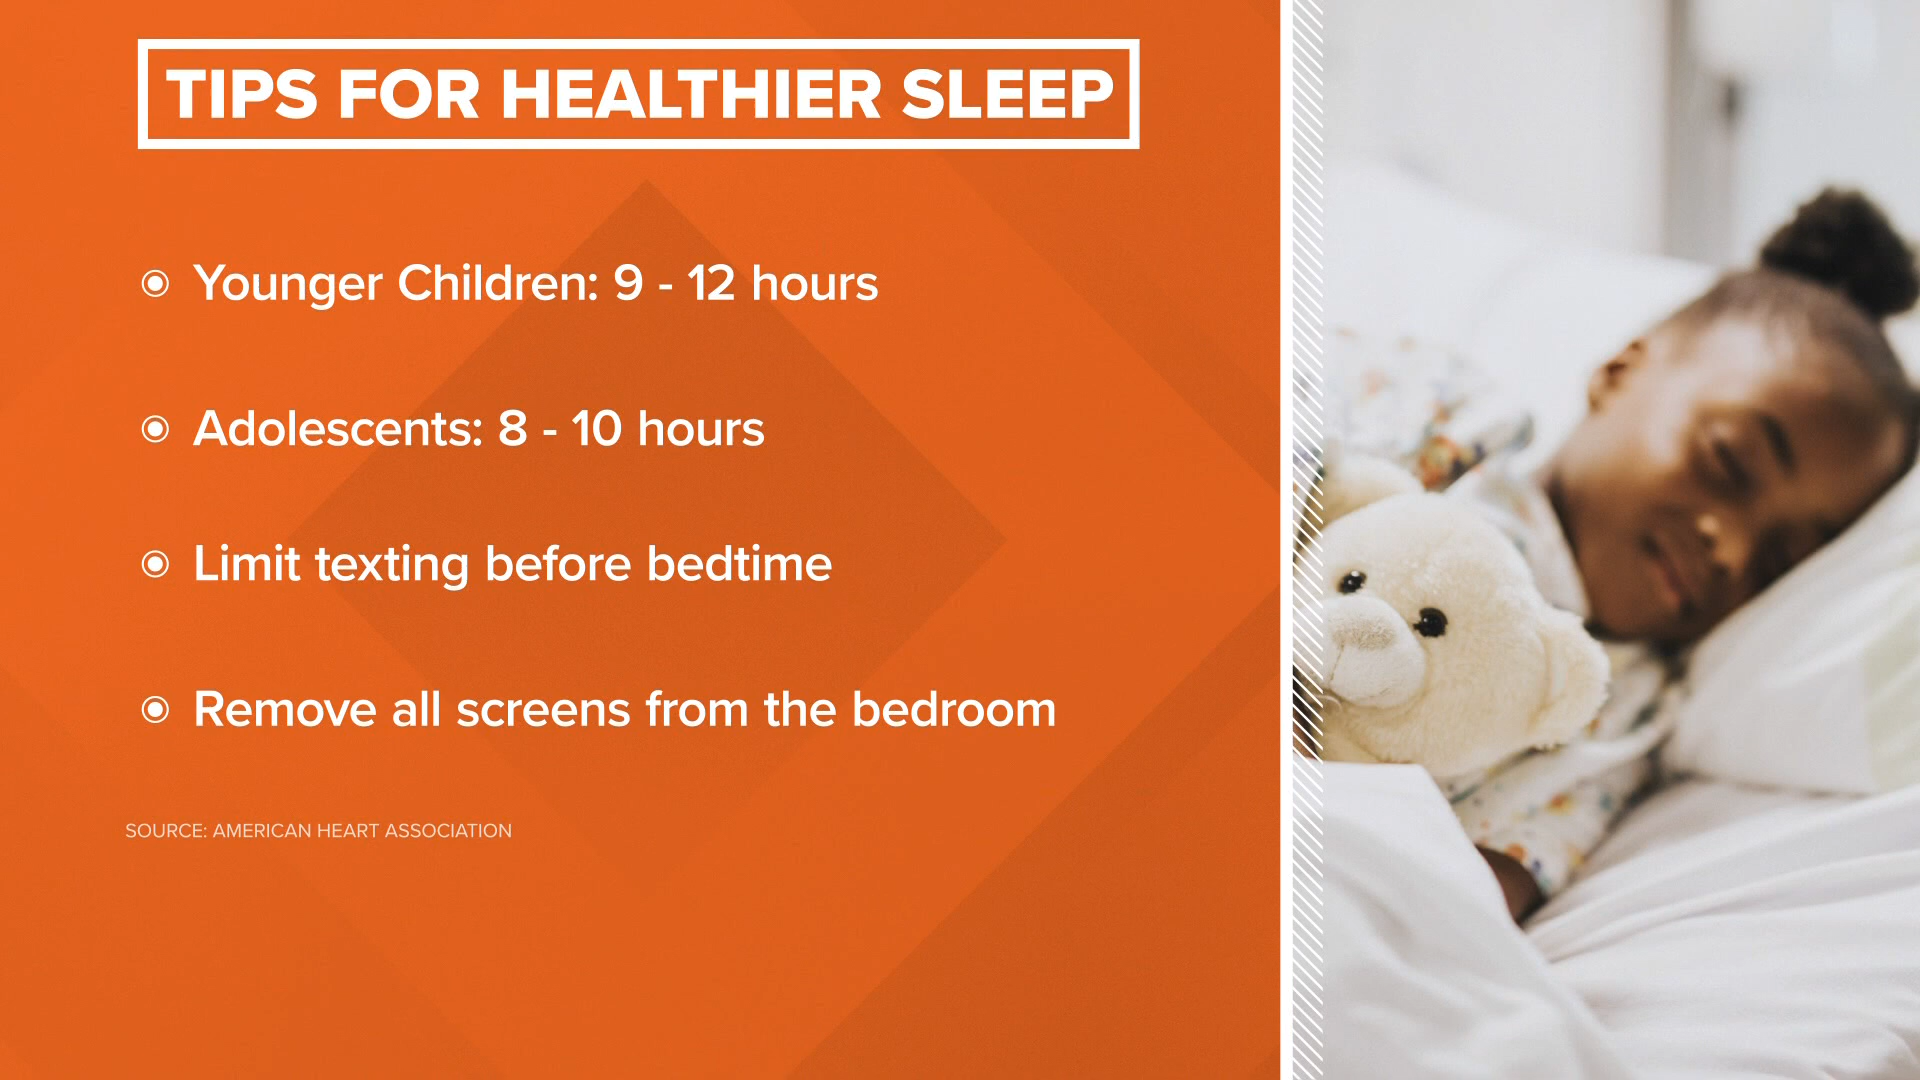 TIPS FOR HEALTHIER SLEEP
Younger Children: 9 - 12 hours
Adolescents: 8 - 10 hours
Limit texting before bedtime
Remove all screens from the bedroom
SOURCE: AMERICAN HEART ASSOCIATION